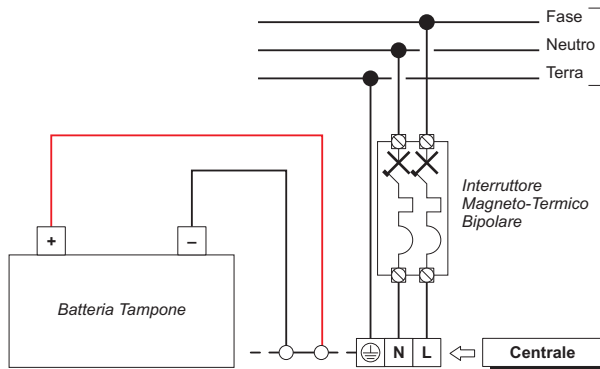 Fase
Neutro
Terra
Interruttore
Magneto-Termico
Bipolare
+
–
Batteria Tampone
N
L
Centrale